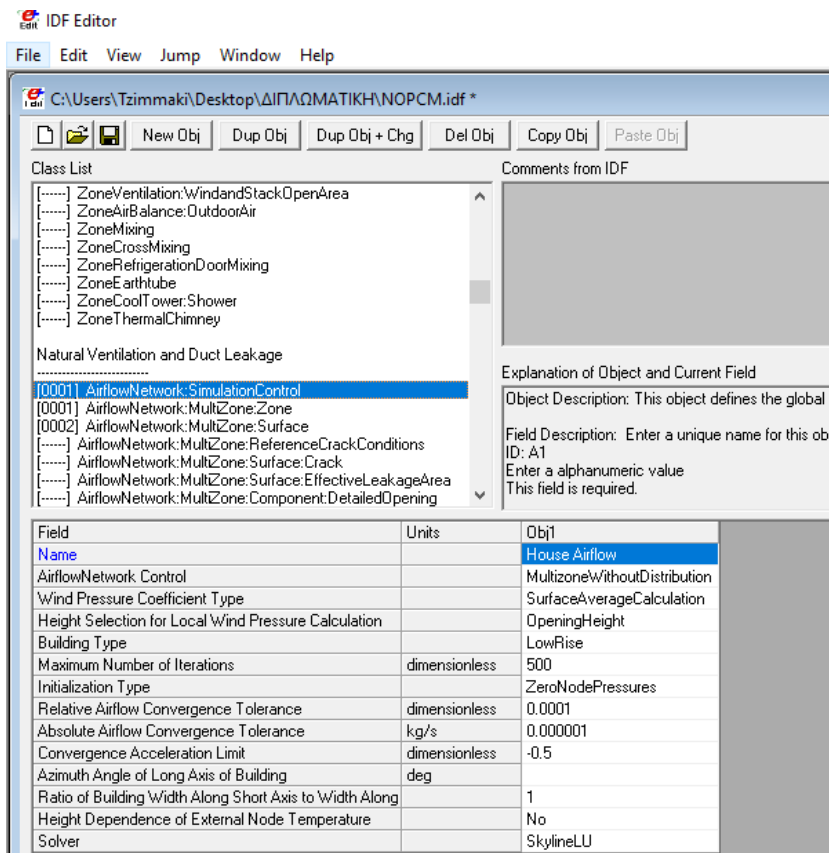 IDF Editor
File Edit View Jump Window Help
C:\Users\Tzimmaki\Desktop\ΔΙΠΛΩΜΑΤΙΚΗ\NOPCM.idf *
New Obj Dup Obj Dup Obj + Chg Del Obj Copy Obj Paste Obj
Class List
[------] ZoneVentilation:WindandStackOpenArea
[------] ZoneAirBalance:OutdoorAir
[------] ZoneMixing
[------] ZoneCrossMixing
[------] ZoneRefrigerationDoorMixing
[------] ZoneEarthtube
[------] ZoneCoolTower:Shower
[------] ZoneThermalChimney
Natural Ventilation and Duct Leakage
----------------------------
[0001] AirflowNetwork:SimulationControl
[0001] AirflowNetwork:MultiZone:Zone
[0002] AirflowNetwork:MultiZone:Surface
[------] AirflowNetwork:MultiZone:ReferenceCrackConditions
[------] AirflowNetwork:MultiZone:Surface:Crack
[------] AirflowNetwork:MultiZone:Surface:EffectiveLeakageArea
[------] AirflowNetwork:MultiZone:Component:DetailedOpening
Comments from IDF
Explanation of Object and Current Field
Object Description: This object defines the global
Field Description: Enter a unique name for this ob
ID: A1
Enter a alphanumeric value
This field is required.
Field Units Obj1
Name House Airflow
AirflowNetwork Control MultizoneWithoutDistribution
Wind Pressure Coefficient Type SurfaceAverageCalculation
Height Selection for Local Wind Pressure Calculation OpeningHeight
Building Type LowRise
Maximum Number of Iterations dimensionless 500
Initialization Type ZeroNodePressures
Relative Airflow Convergence Tolerance dimensionless 0.0001
Absolute Airflow Convergence Tolerance kg/s 0.000001
Convergence Acceleration Limit dimensionless -0.5
Azimuth Angle of Long Axis of Building deg
Ratio of Building Width Along Short Axis to Width Along 1
Height Dependence of External Node Temperature No
Solver SkylineLU